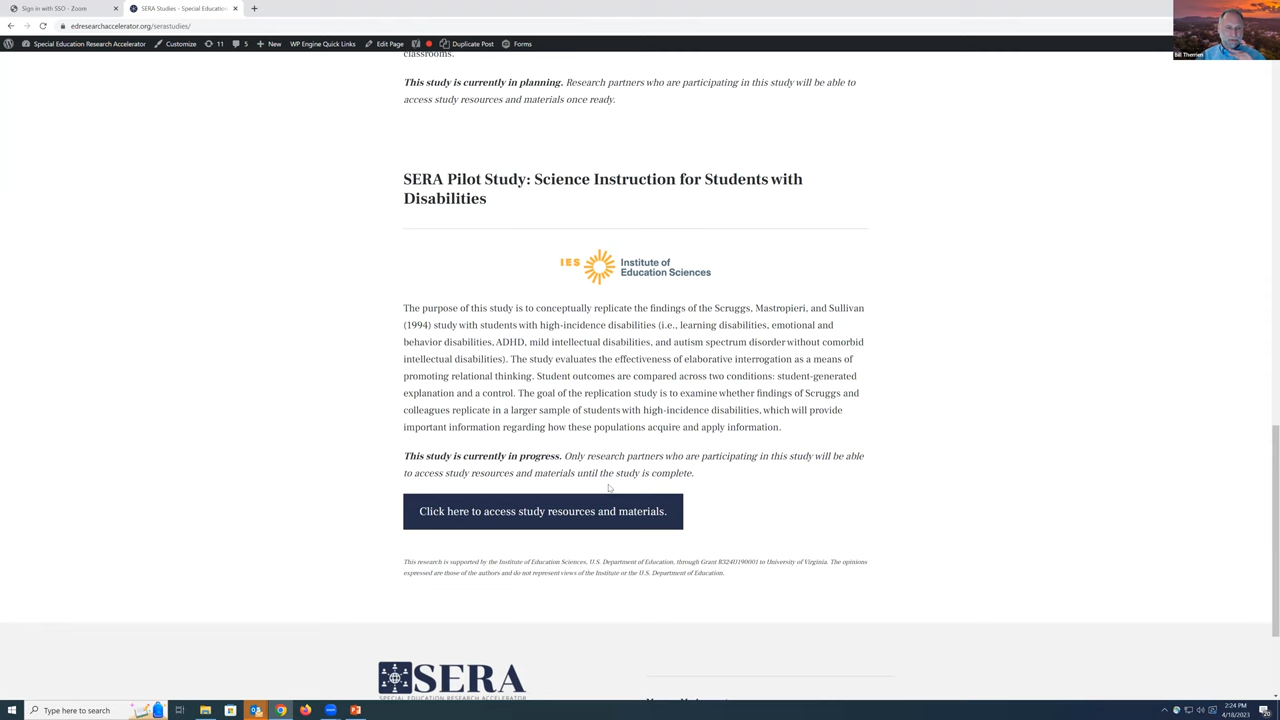 Sign in with SSO - Zoom
SERA Studies – Special Education
edresearchaccelerator.org/serastudies/
Special Education Research Accelerator Customize 11 5 New WP Engine Quick Links Edit Page Duplicate Post Forms
Bill Therrien
classrooms.
This study is currently in planning. Research partners who are participating in this study will be able to
access study resources and materials once ready.
SERA Pilot Study: Science Instruction for Students with
Disabilities
IES Institute of
Education Sciences
The purpose of this study is to conceptually replicate the findings of the Scruggs, Mastropieri, and Sullivan
(1994) study with students with high-incidence disabilities (i.e., learning disabilities, emotional and
behavior disabilities, ADHD, mild intellectual disabilities, and autism spectrum disorder without comorbid
intellectual disabilities). The study evaluates the effectiveness of elaborative interrogation as a means of
promoting relational thinking. Student outcomes are compared across two conditions: student-generated
explanation and a control. The goal of the replication study is to examine whether findings of Scruggs and
colleagues replicate in a larger sample of students with high-incidence disabilities, which will provide
important information regarding how these populations acquire and apply information.
This study is currently in progress. Only research partners who are participating in this study will be able
to access study resources and materials until the study is complete.
Click here to access study resources and materials.
This research is supported by the Institute of Education Sciences, U.S. Department of Education, through Grant R324U190001 to University of Virginia. The opinions
expressed are those of the authors and do not represent views of the Institute or the U.S. Department of Education.
SERA
SPECIAL EDUCATION RESEARCH ACCELERATOR
Type here to search
2:24 PM
4/18/2023
20